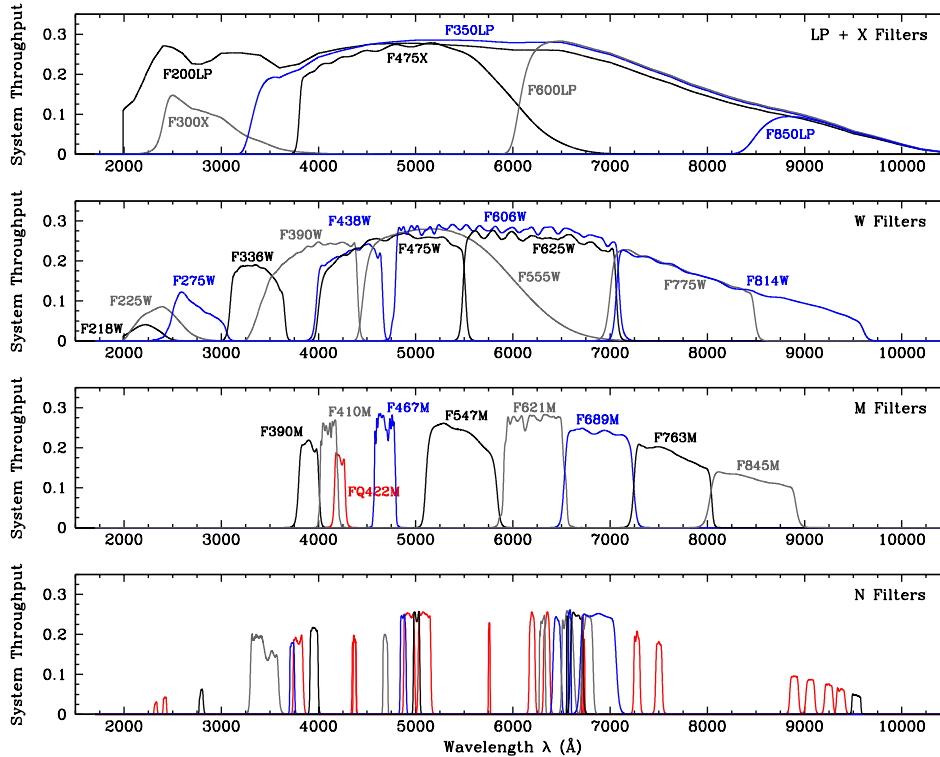 System Throughput
0.3
0.2
0.1
0
F350LP
LP + X Filters
F200LP
F475X
F600LP
F300X
F850LP
2000 3000 4000 5000 6000 7000 8000 9000 10000
System Throughput
0.3
0.2
0.1
0
W Filters
F438W
F606W
F390W
F475W
F625W
F336W
F275W
F555W
F775W
F814W
F225W
F218W
2000 3000 4000 5000 6000 7000 8000 9000 10000
System Throughput
0.3
0.2
0.1
0
M Filters
F410M
F467M
F621M
F390M
F547M
F689M
F763M
F845M
FQ422M
2000 3000 4000 5000 6000 7000 8000 9000 10000
System Throughput
0.3
0.2
0.1
0
N Filters
2000 3000 4000 5000 6000 7000 8000 9000 10000
Wavelength λ (Å)